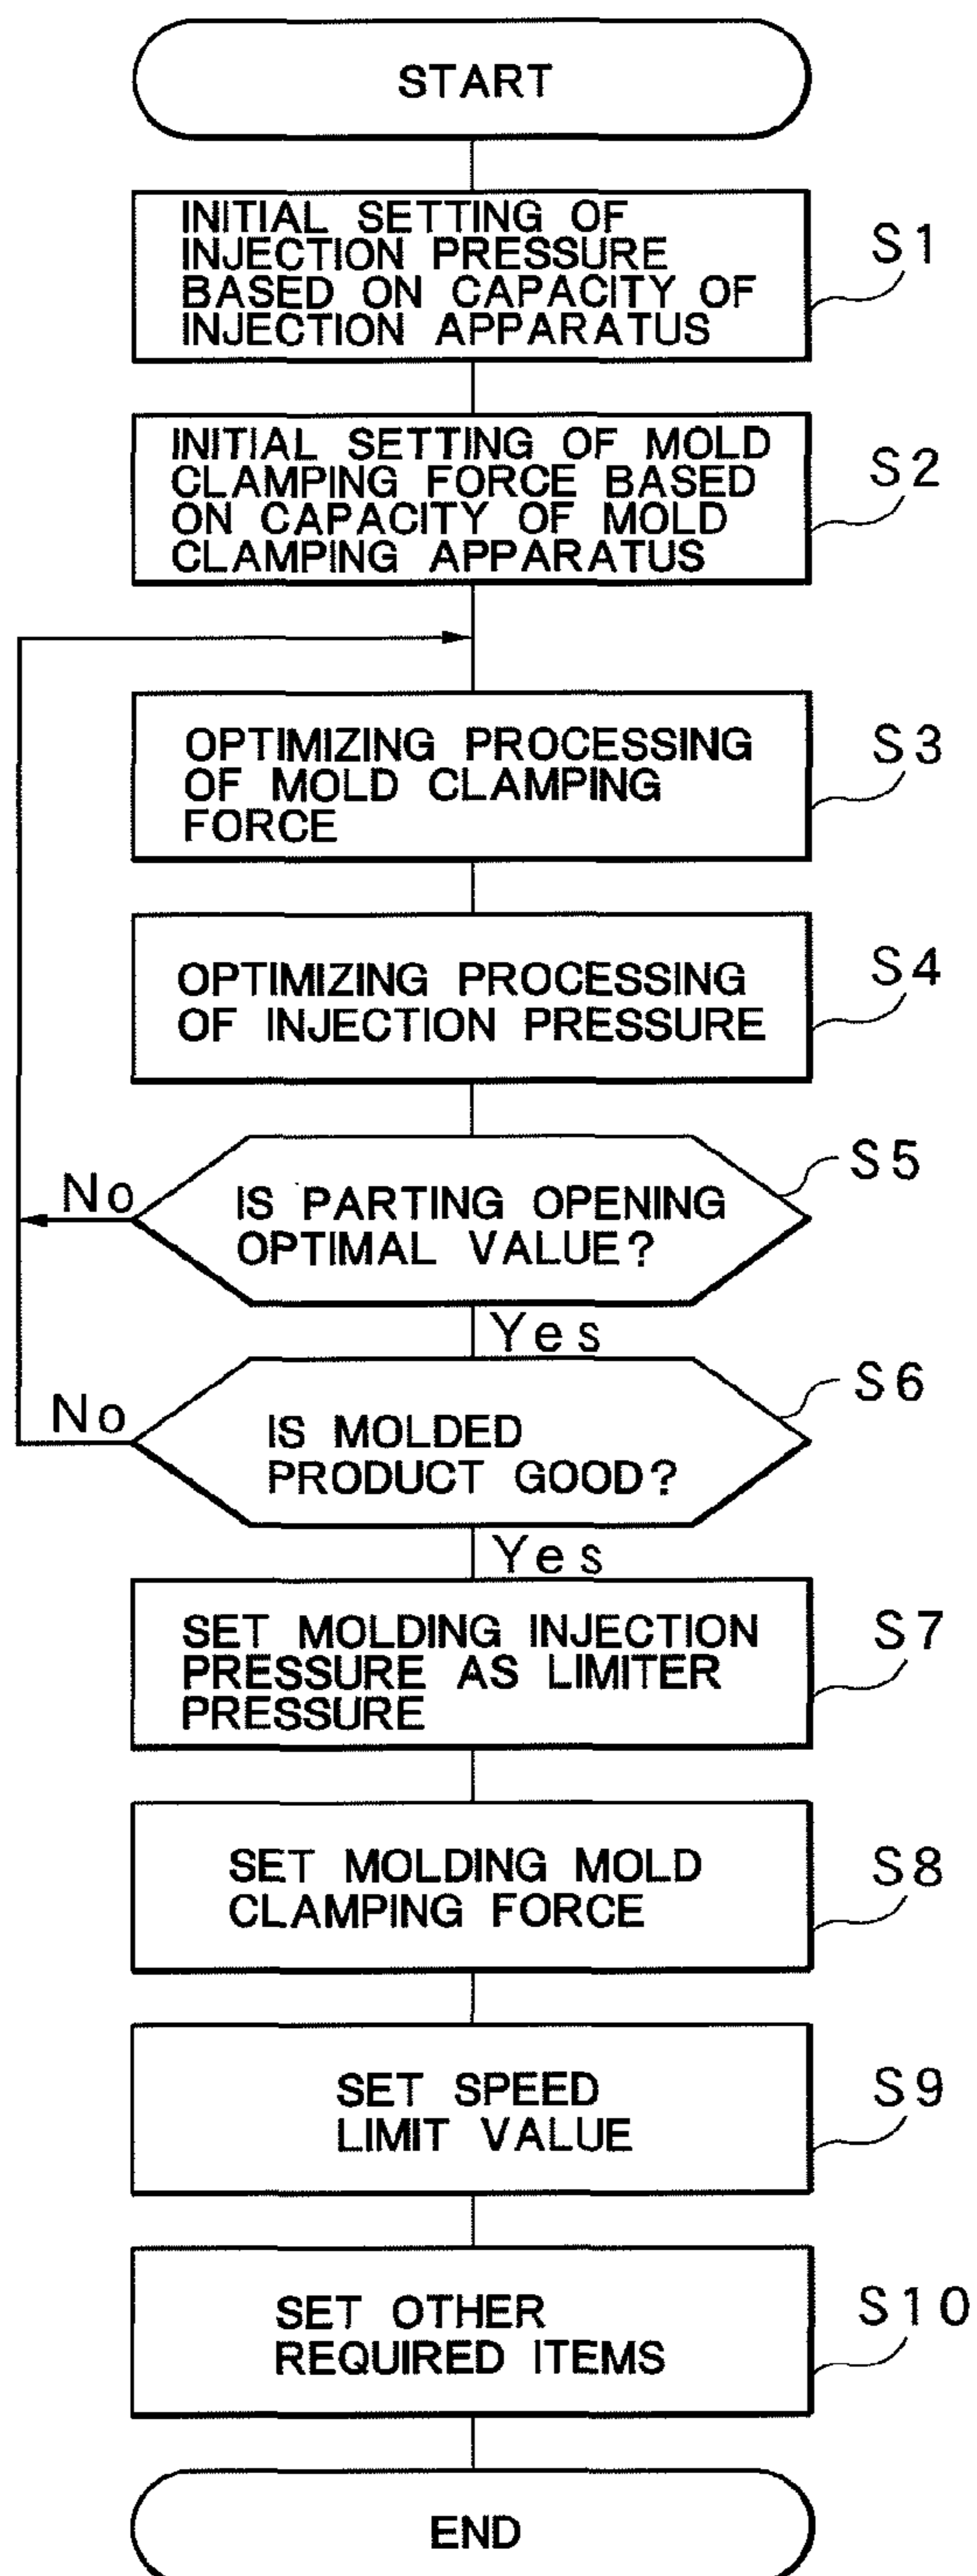 START
INITIAL SETTING OF
INJECTION PRESSURE
BASED ON CAPACITY OF
INJECTION APPARATUS
S1
INITIAL SETTING OF MOLD
CLAMPING FORCE BASED
ON CAPACITY OF MOLD
CLAMPING APPARATUS
S2
OPTIMIZING PROCESSING
OF MOLD CLAMPING
FORCE
S3
OPTIMIZING PROCESSING
OF INJECTION PRESSURE
S4
IS PARTING OPENING
OPTIMAL VALUE?
S5
No
Yes
IS MOLDED
PRODUCT GOOD?
S6
No
Yes
SET MOLDING INJECTION
PRESSURE AS LIMITER
PRESSURE
S7
SET MOLDING MOLD
CLAMPING FORCE
S8
SET SPEED
LIMIT VALUE
S9
SET OTHER
REQUIRED ITEMS
S10
END